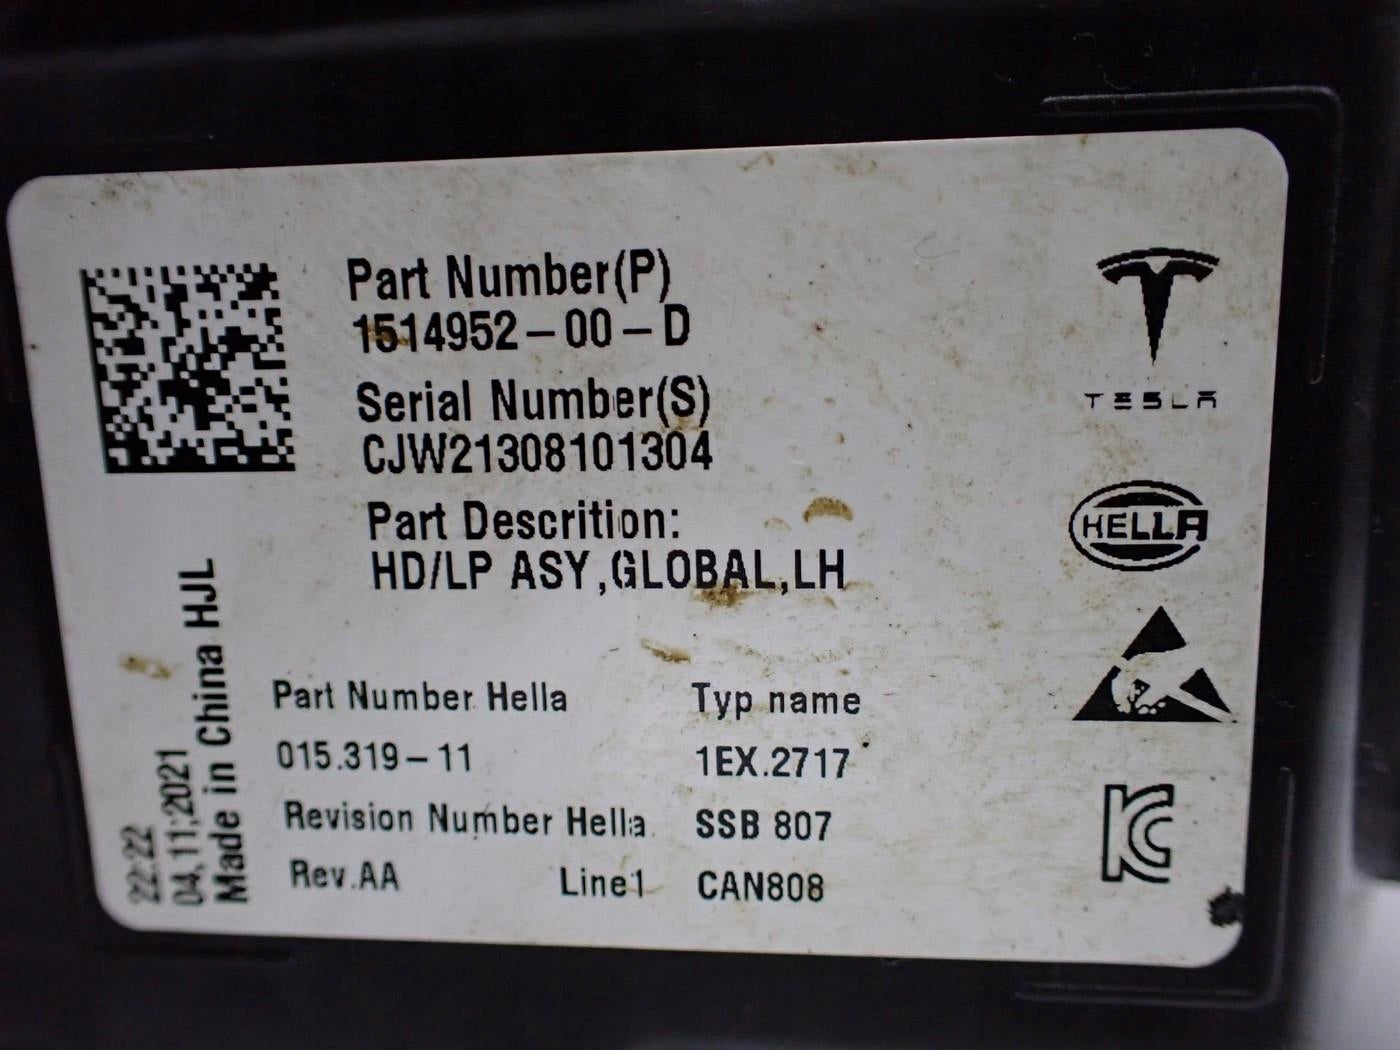 Part Number(P)
1514952-00-D
Serial Number(S)
CJW21308101304
Part Descrition:
HD/LP ASY,GLOBAL,LH
Part Number Hella
015.319-11
Revision Number Hella
Rev.AA
Line1
Typ name
1EX.2717
SSB 807
CAN808
22:22
04,11,2021
Made in China HJL
TESLA
HELLA